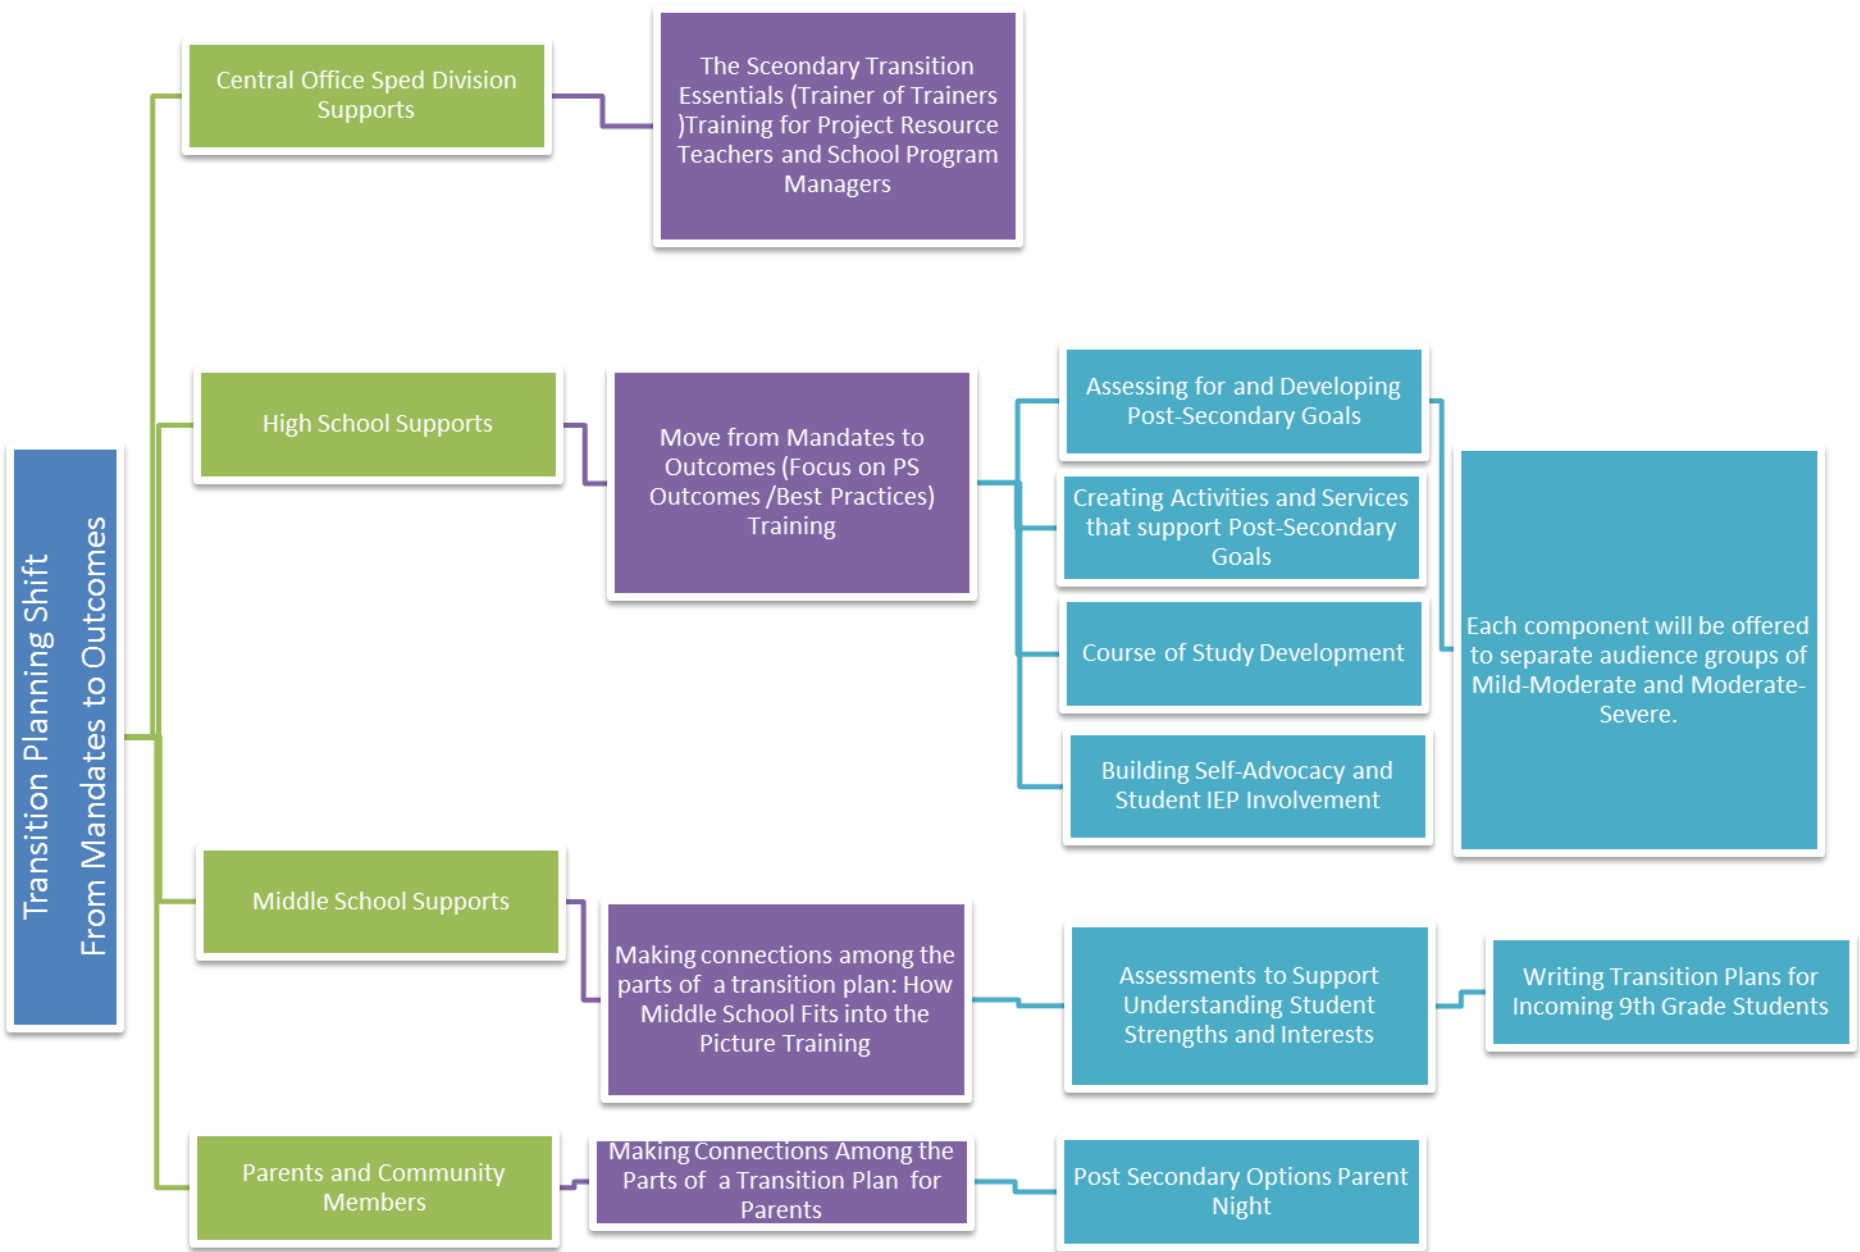 Transition Planning Shift
From Mandates to Outcomes
Central Office Sped Division
Supports
The Sceondary Transition
Essentials (Trainer of Trainers
)Training for Project Resource
Teachers and School Program
Managers
High School Supports
Move from Mandates to
Outcomes (Focus on PS
Outcomes /Best Practices)
Training
Assessing for and Developing
Post-Secondary Goals
Creating Activities and Services
that support Post-Secondary
Goals
Course of Study Development
Building Self-Advocacy and
Student IEP Involvement
Each component will be offered
to separate audience groups of
Mild-Moderate and Moderate-
Severe.
Middle School Supports
Making connections among the
parts of a transition plan: How
Middle School Fits into the
Picture Training
Assessments to Support
Understanding Student
Strengths and Interests
Writing Transition Plans for
Incoming 9th Grade Students
Parents and Community
Members
Making Connections Among the
Parts of a Transition Plan for
Parents
Post Secondary Options Parent
Night